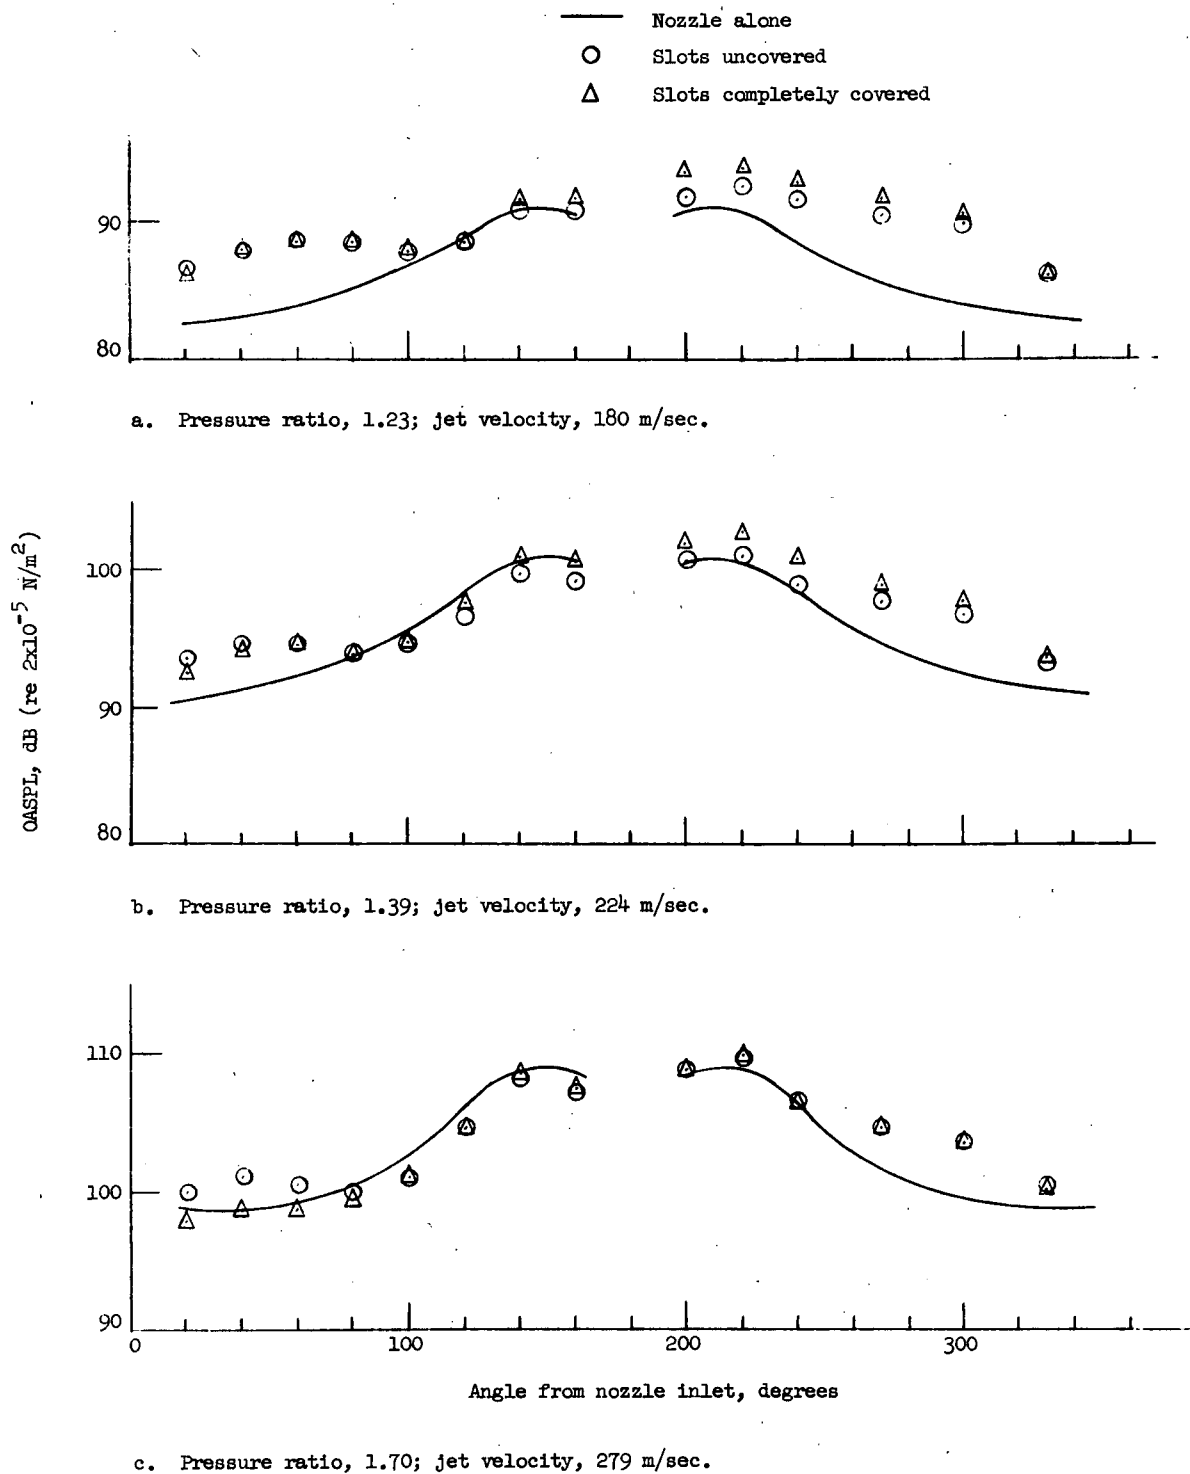 Nozzle alone
Slots uncovered
Slots completely covered
90
80
a. Pressure ratio, 1.23; jet velocity, 180 m/sec.
OASPL, dB (re 2x10⁻⁵ N/m²)
100
90
80
b. Pressure ratio, 1.39; jet velocity, 224 m/sec.
110
100
90
0 100 200 300
Angle from nozzle inlet, degrees
c. Pressure ratio, 1.70; jet velocity, 279 m/sec.